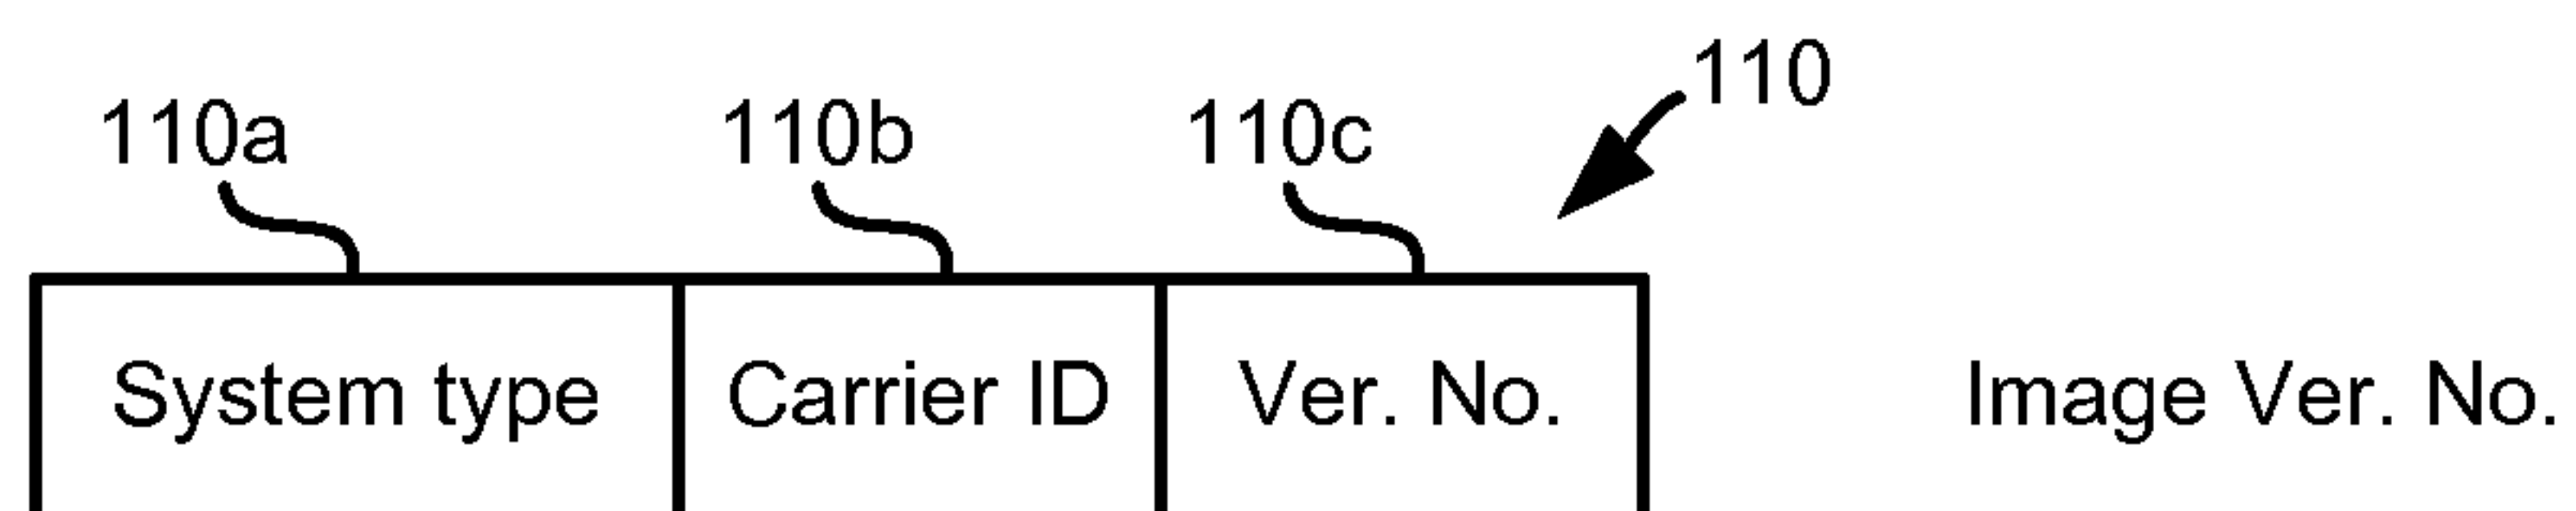 110
110a 110b 110c
System type Carrier ID Ver. No. Image Ver. No.